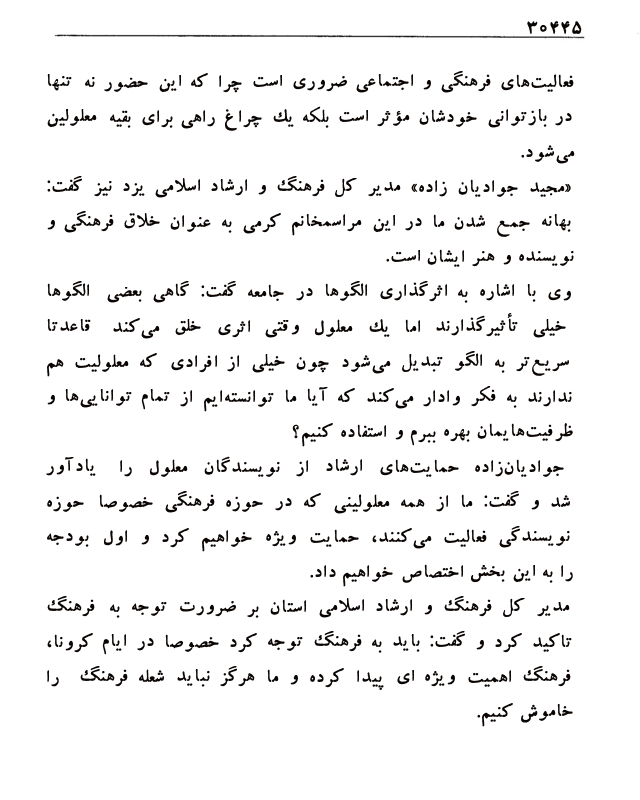 ۳۰۴۴۵
فعالیت‌های فرهنگی و اجتماعی ضروری است چرا که این حضور نه تنها
در بازتوانی خودشان مؤثر است بلکه یك چراغ راهی برای بقیه معلولین
می‌شود.
«مجید جوادیان زاده» مدیر کل فرهنگ و ارشاد اسلامی یزد نیز گفت:
بهانه جمع شدن ما در این مراسمخانم کرمی به عنوان خلاق فرهنگی و
نویسنده و هنر ایشان است.
وی با اشاره به اثرگذاری الگوها در جامعه گفت: گاهی بعضی الگوها
خیلی تأثیرگذارند اما یك معلول وقتی اثری خلق می‌کند قاعدتا
سریع‌تر به الگو تبدیل می‌شود چون خیلی از افرادی که معلولیت هم
ندارند به فکر وادار می‌کند که آیا ما توانسته‌ایم از تمام توانایی‌ها و
ظرفیت‌هایمان بهره ببرم و استفاده کنیم؟
جوادیان‌زاده حمایت‌های ارشاد از نویسندگان معلول را یادآور
شد و گفت: ما از همه معلولینی که در حوزه فرهنگی خصوصا حوزه
نویسندگی فعالیت می‌کنند، حمایت ویژه خواهیم کرد و اول بودجه
را به این بخش اختصاص خواهیم داد.
مدیر کل فرهنگ و ارشاد اسلامی استان بر ضرورت توجه به فرهنگ
تاکید کرد و گفت: باید به فرهنگ توجه کرد خصوصا در ایام کرونا،
فرهنگ اهمیت ویژه ای پیدا کرده و ما هرگز نباید شعله فرهنگ را
خاموش کنیم.